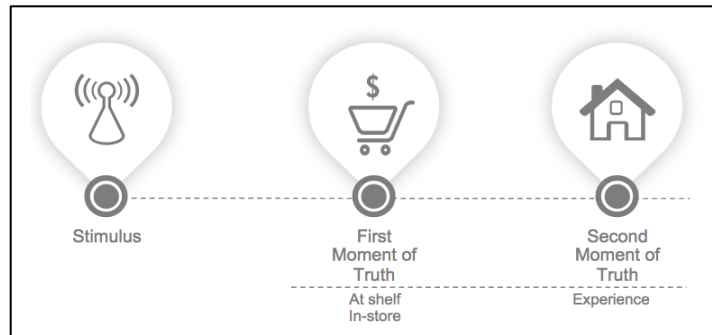 $
Stimulus
First
Moment of
Truth
At shelf
In-store
Second
Moment of
Truth
Experience